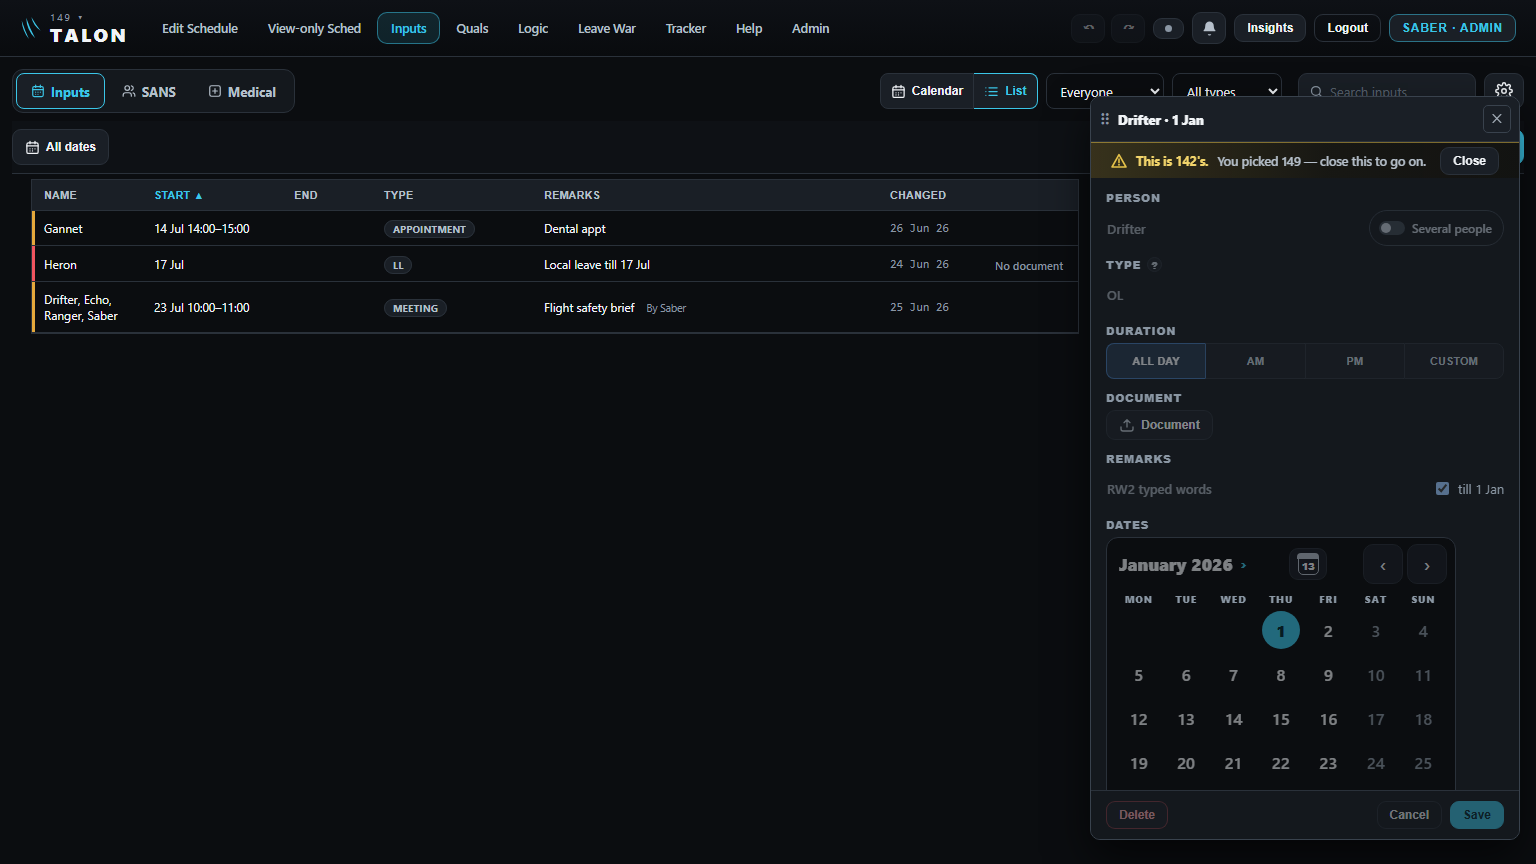 149 ▾
TALON
Edit Schedule
View-only Sched
Inputs
Quals
Logic
Leave War
Tracker
Help
Admin
Insights
Logout
SABER · ADMIN
Inputs
SANS
Medical
Calendar
List
Everyone
All types
Search inputs
All dates
NAME START ▲ END TYPE REMARKS CHANGED
Gannet 14 Jul 14:00–15:00 APPOINTMENT Dental appt 26 Jun 26
Heron 17 Jul LL Local leave till 17 Jul 24 Jun 26 No document
Drifter, Echo,
Ranger, Saber 23 Jul 10:00–11:00 MEETING Flight safety brief By Saber 25 Jun 26
Drifter · 1 Jan
This is 142's. You picked 149 — close this to go on. Close
PERSON
Drifter Several people
TYPE ?
OL
DURATION
ALL DAY AM PM CUSTOM
DOCUMENT
Document
REMARKS
RW2 typed words till 1 Jan
DATES
January 2026 › 13 ‹ ›
MON TUE WED THU FRI SAT SUN
1 2 3 4
5 6 7 8 9 10 11
12 13 14 15 16 17 18
19 20 21 22 23 24 25
Delete Cancel Save